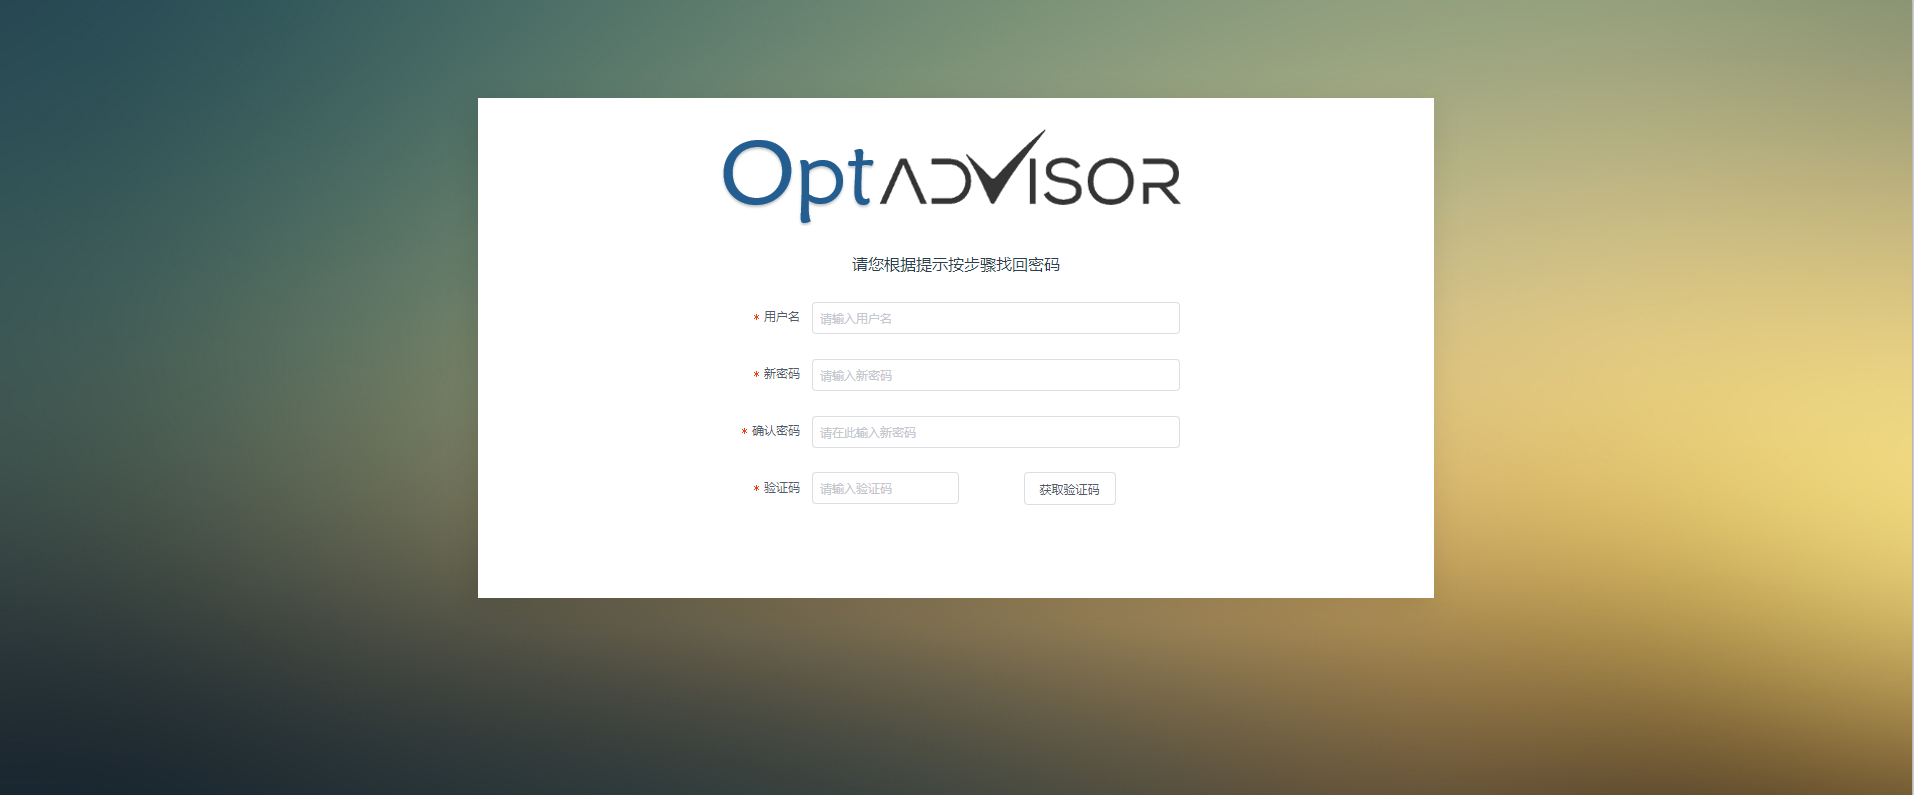 OptADVISOR
请您根据提示按步骤找回密码
* 用户名 请输入用户名
* 新密码 请输入新密码
* 确认密码 请在此输入新密码
* 验证码 请输入验证码 获取验证码